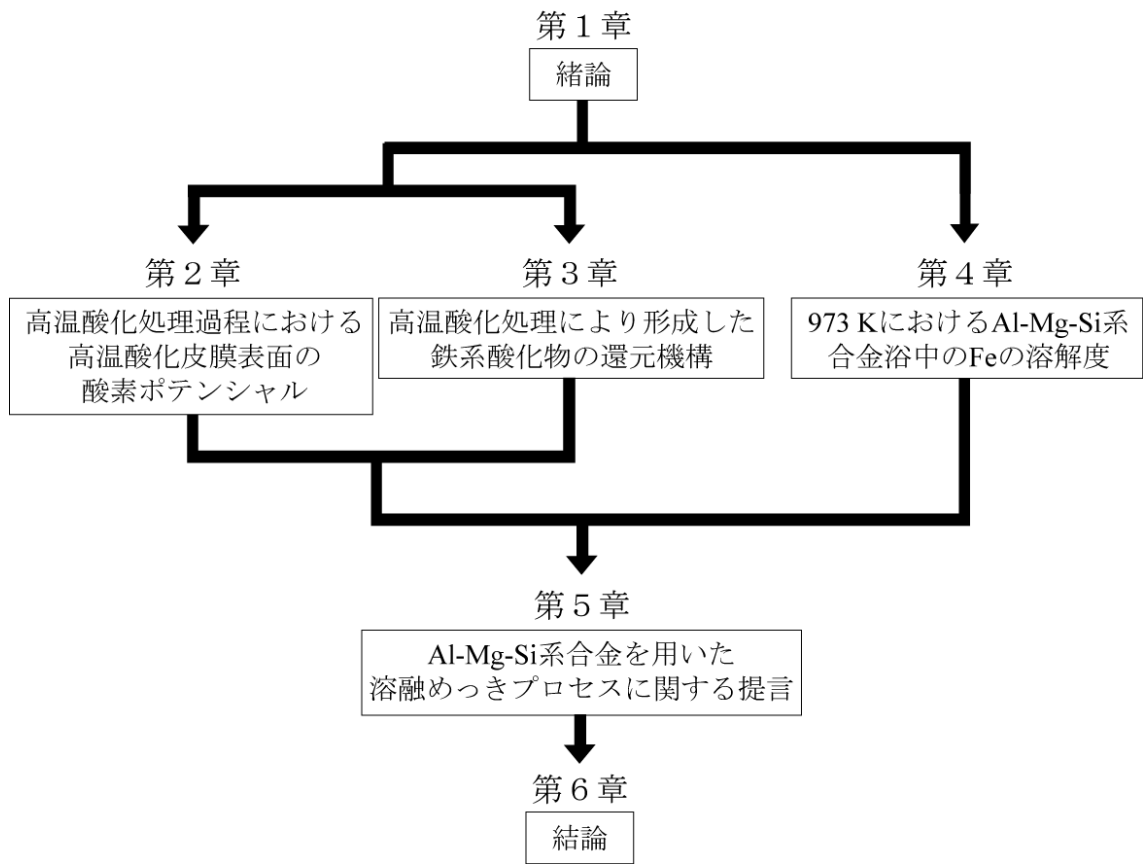 第１章
緒論
第２章
高温酸化処理過程における
高温酸化皮膜表面の
酸素ポテンシャル
第３章
高温酸化処理により形成した
鉄系酸化物の還元機構
第４章
973 KにおけるAl-Mg-Si系
合金浴中のFeの溶解度
第５章
Al-Mg-Si系合金を用いた
溶融めっきプロセスに関する提言
第６章
結論